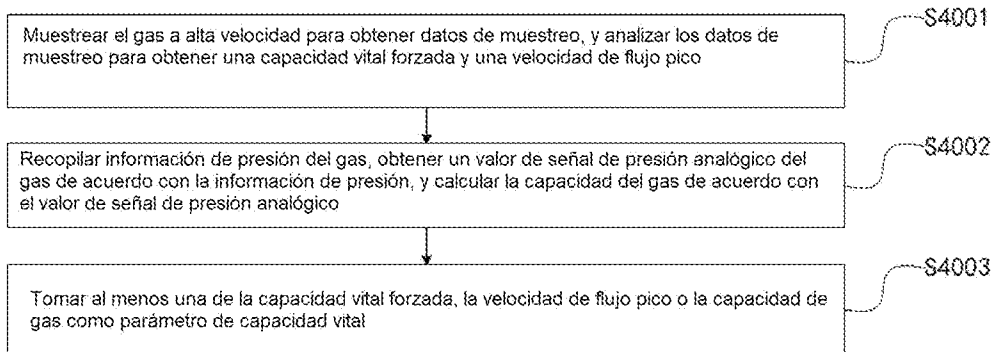 S4001
Muestrear el gas a alta velocidad para obtener datos de muestreo, y analizar los datos de
muestreo para obtener una capacidad vital forzada y una velocidad de flujo pico
S4002
Recopilar información de presión del gas, obtener un valor de señal de presión analógico del
gas de acuerdo con la información de presión, y calcular la capacidad del gas de acuerdo con
el valor de señal de presión analógico
S4003
Tomar al menos una de la capacidad vital forzada, la velocidad de flujo pico o la capacidad de
gas como parámetro de capacidad vital